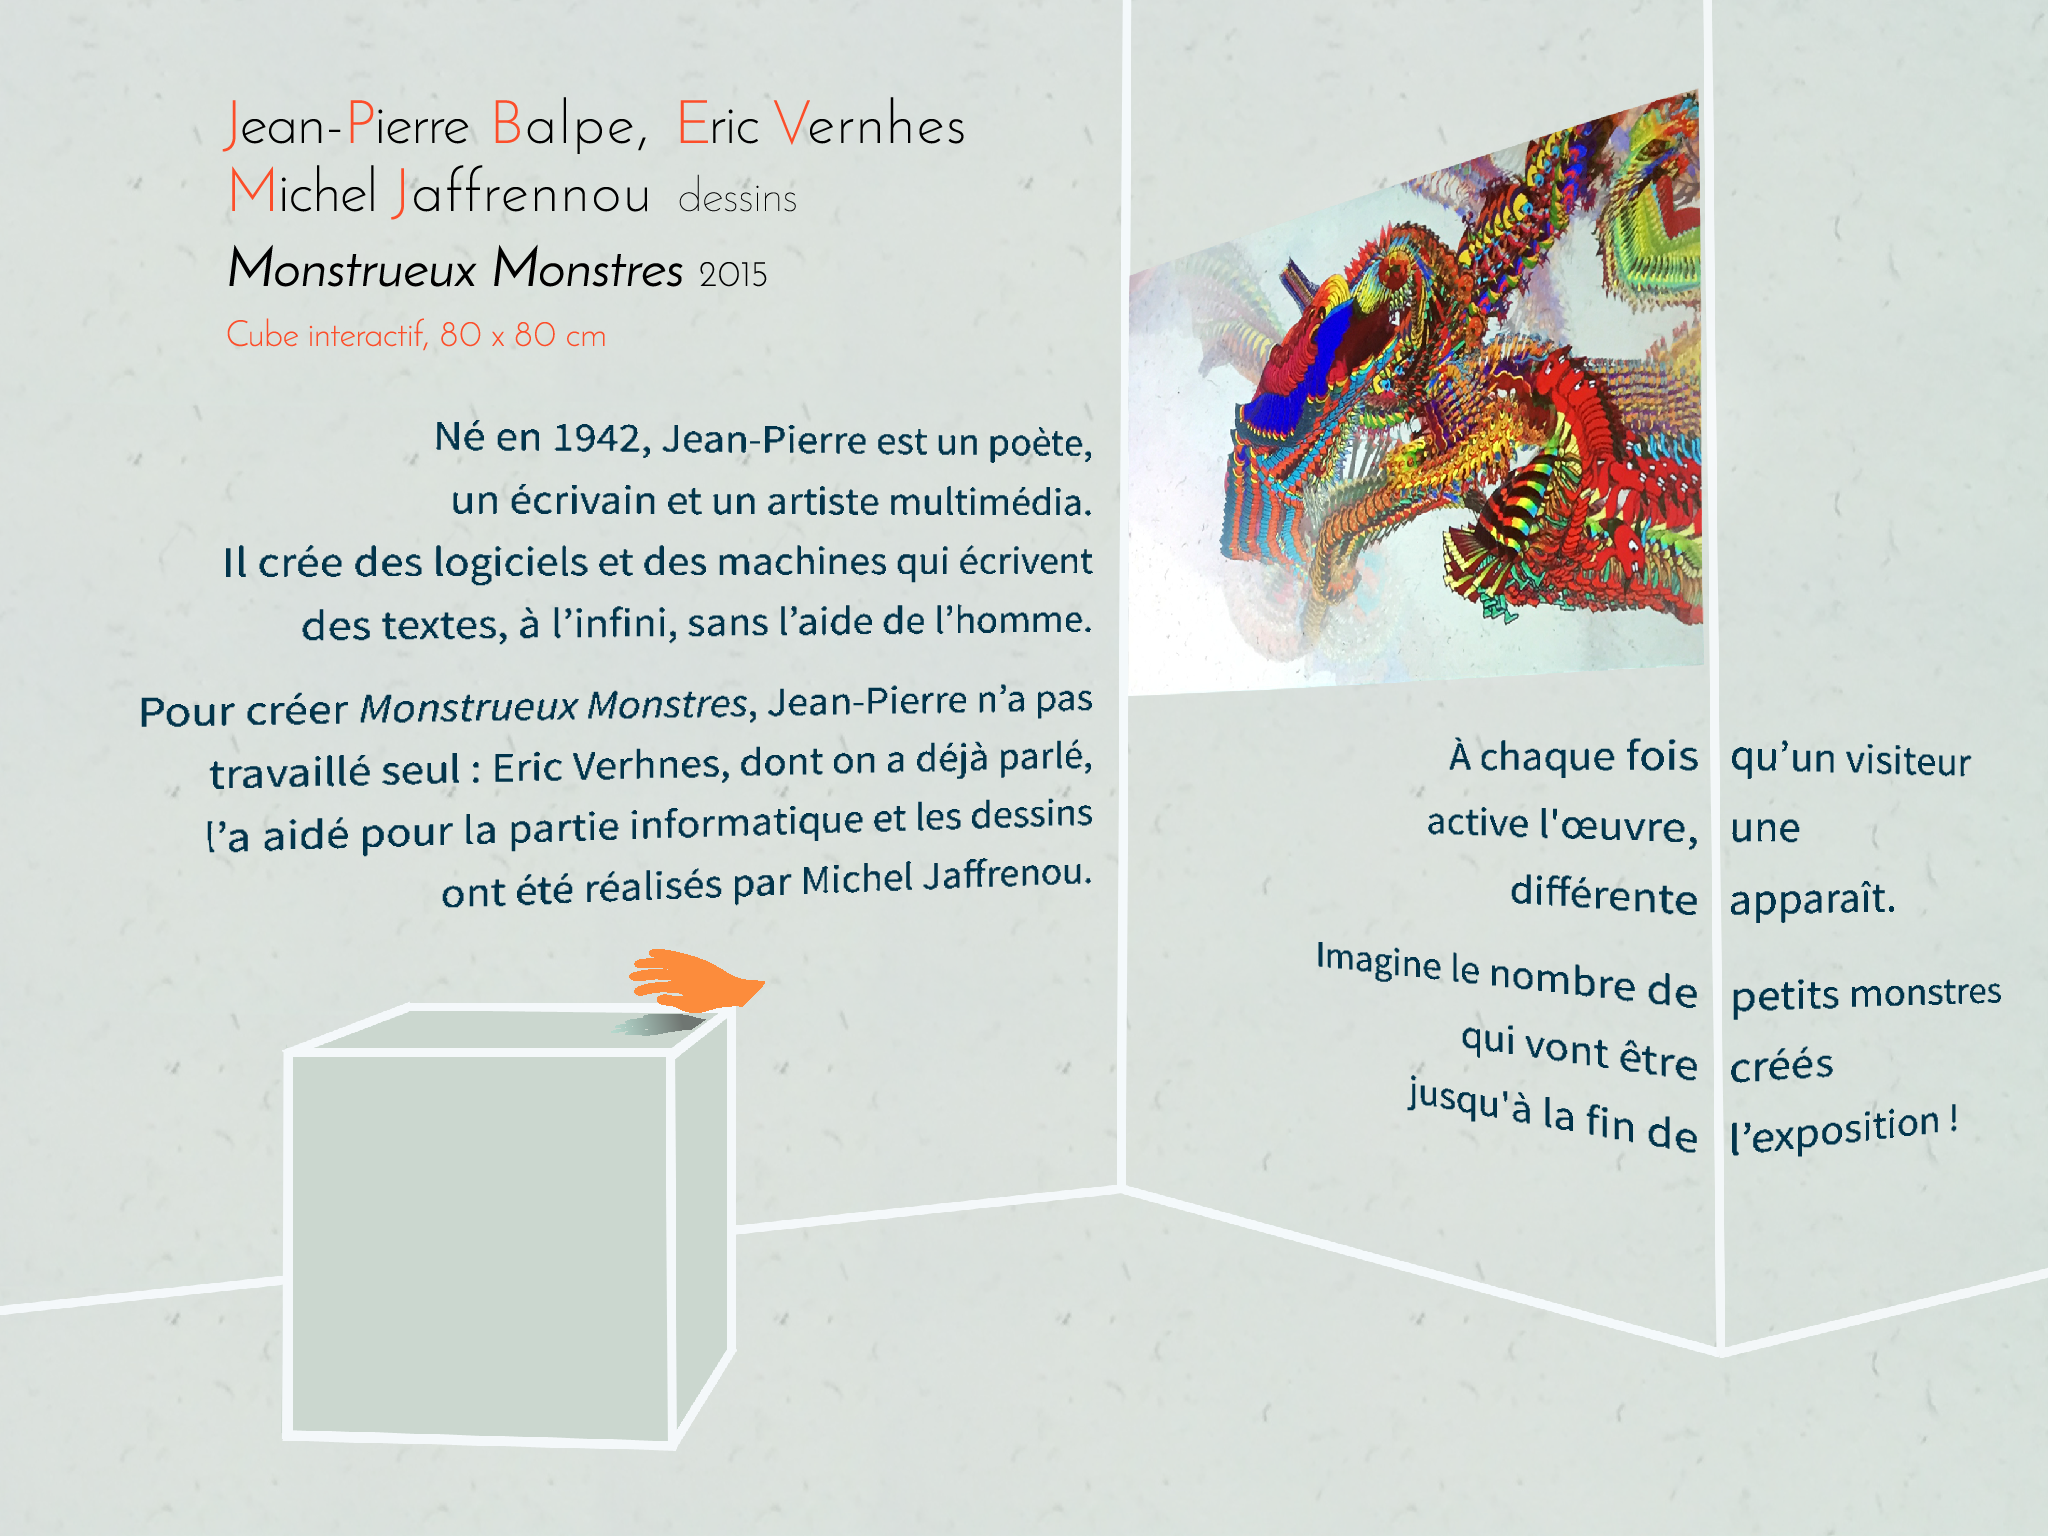 Jean-Pierre Balpe, Eric Vernhes
Michel Jaffrennou dessins
Monstrueux Monstres 2015
Cube interactif, 80 x 80 cm
Né en 1942, Jean-Pierre est un poète,
un écrivain et un artiste multimédia.
Il crée des logiciels et des machines qui écrivent
des textes, à l’infini, sans l’aide de l’homme.
Pour créer Monstrueux Monstres, Jean-Pierre n’a pas
travaillé seul : Eric Verhnes, dont on a déjà parlé,
l’a aidé pour la partie informatique et les dessins
ont été réalisés par Michel Jaffrenou.
À chaque fois qu’un visiteur
active l'œuvre, une
différente apparaît.
Imagine le nombre de petits monstres
qui vont être créés
jusqu'à la fin de l’exposition !